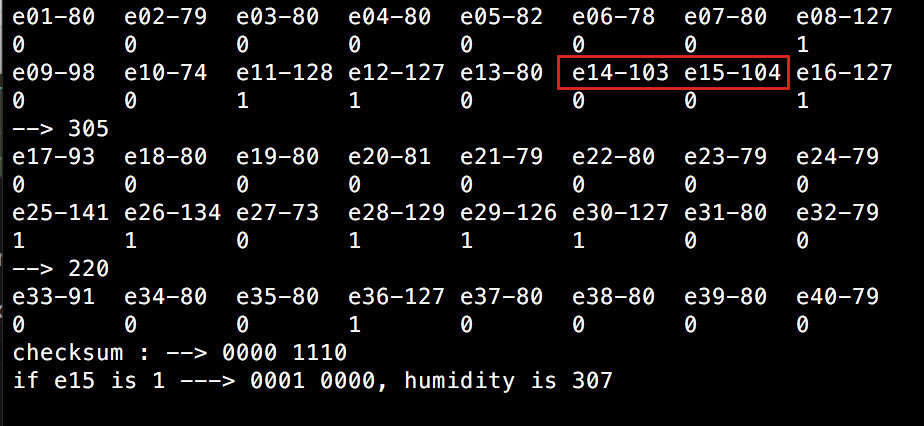 e01-80 e02-79 e03-80 e04-80 e05-82 e06-78 e07-80 e08-127
0 0 0 0 0 0 0 1
e09-98 e10-74 e11-128 e12-127 e13-80 e14-103 e15-104 e16-127
0 0 1 1 0 0 0 1
--> 305
e17-93 e18-80 e19-80 e20-81 e21-79 e22-80 e23-79 e24-79
0 0 0 0 0 0 0 0
e25-141 e26-134 e27-73 e28-129 e29-126 e30-127 e31-80 e32-79
1 1 0 1 1 1 0 0
--> 220
e33-91 e34-80 e35-80 e36-127 e37-80 e38-80 e39-80 e40-79
0 0 0 1 0 0 0 0
checksum : --> 0000 1110
if e15 is 1 ---> 0001 0000, humidity is 307